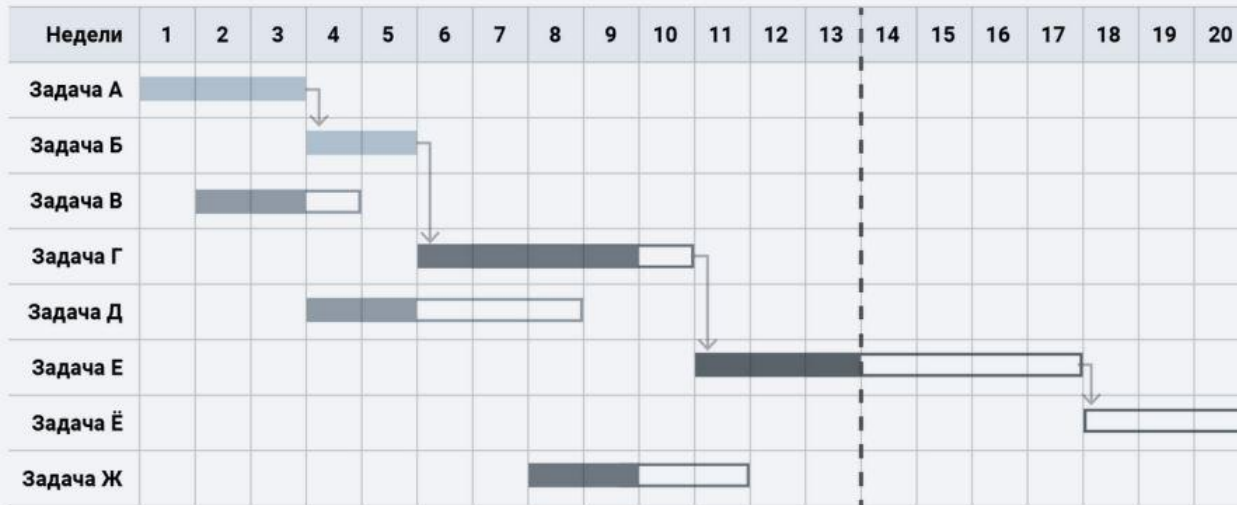 Недели 1 2 3 4 5 6 7 8 9 10 11 12 13 14 15 16 17 18 19 20
Задача А
Задача Б
Задача В
Задача Г
Задача Д
Задача Е
Задача Ё
Задача Ж